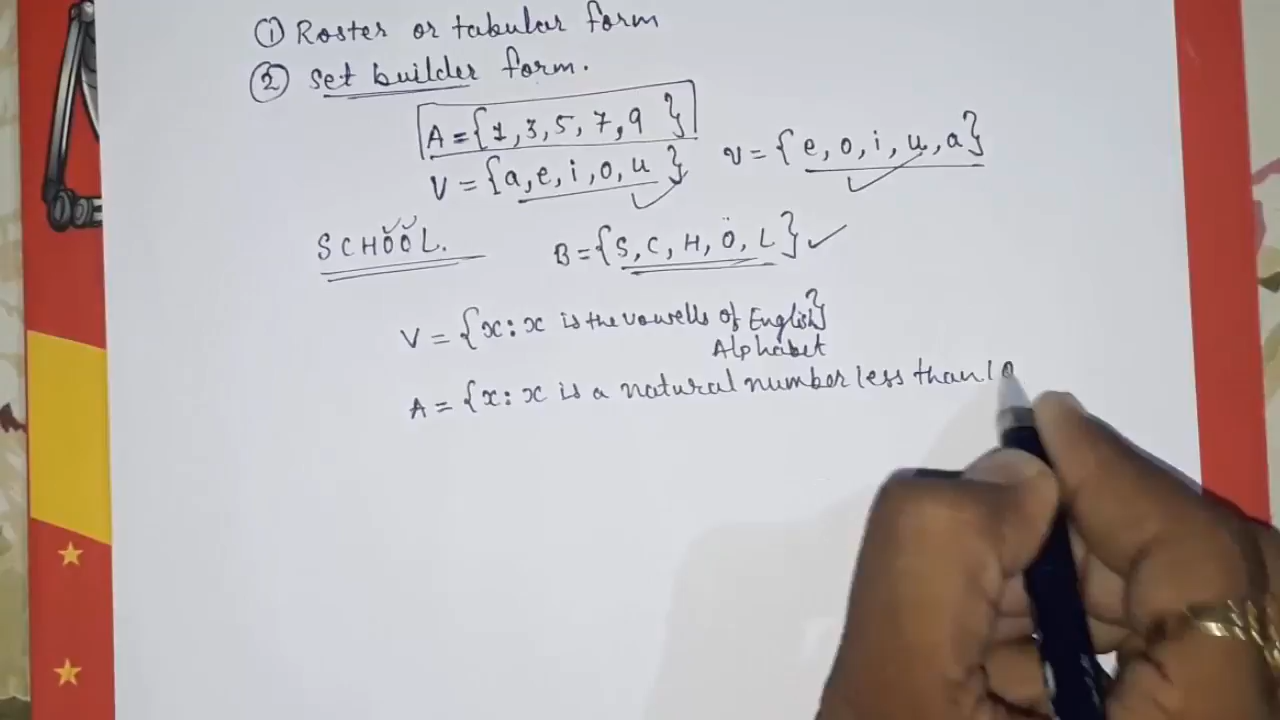 ① Roster or tabular form
② Set builder form.
A = {1, 3, 5, 7, 9 }
V = {a, e, i, o, u }
V = { e, o, i, u, a}
SCHOOL.
B = {S, C, H, O, L }
V = {x : x is the vowells of English}
Alphabet
A = {x : x is a natural number less than 10